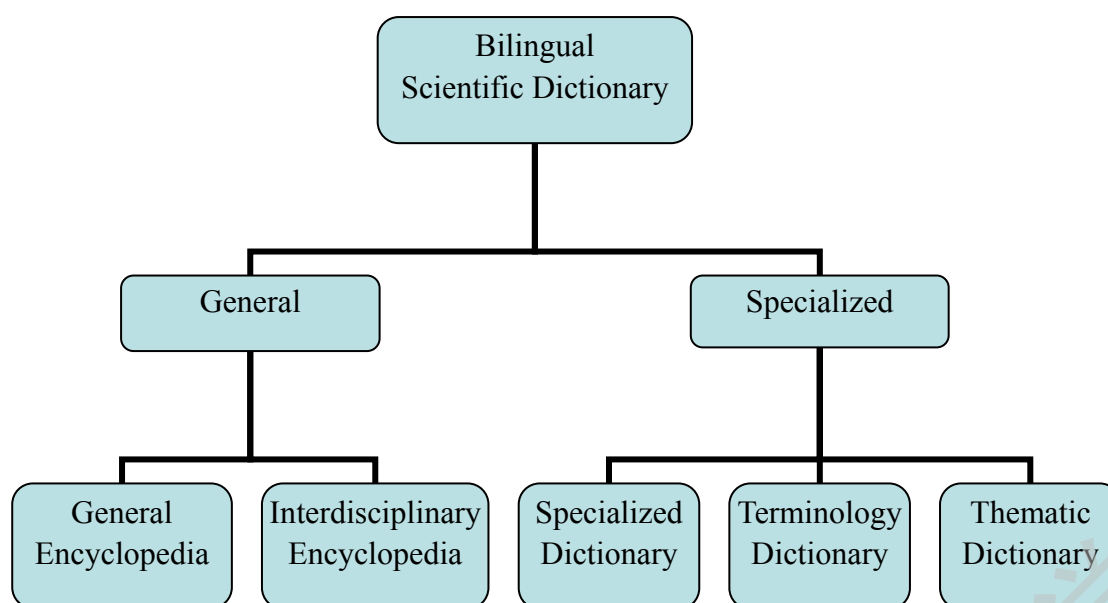 Bilingual
Scientific Dictionary
General
Specialized
General
Encyclopedia
Interdisciplinary
Encyclopedia
Specialized
Dictionary
Terminology
Dictionary
Thematic
Dictionary